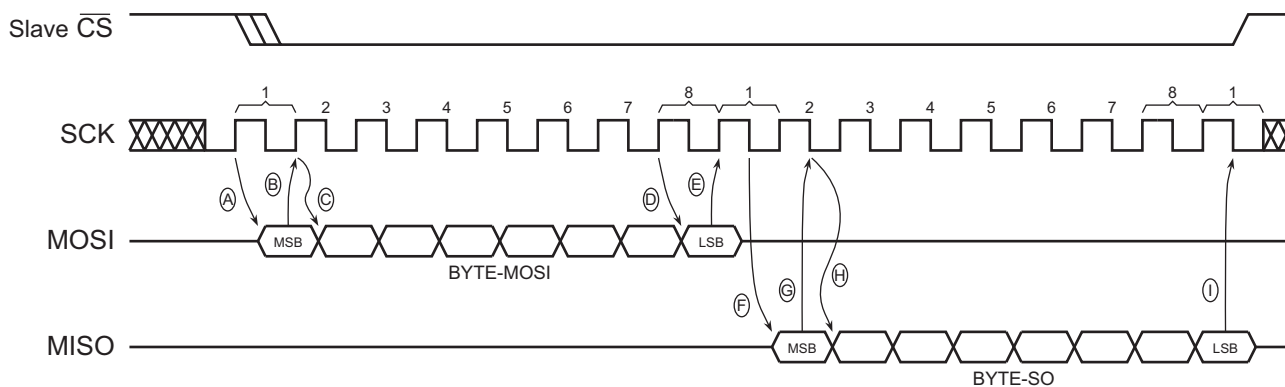 Slave C̅S̅
1 2 3 4 5 6 7 8 1 2 3 4 5 6 7 8 1
SCK
A B C D E
MOSI MSB LSB
BYTE-MOSI
F G H I
MISO MSB LSB
BYTE-SO